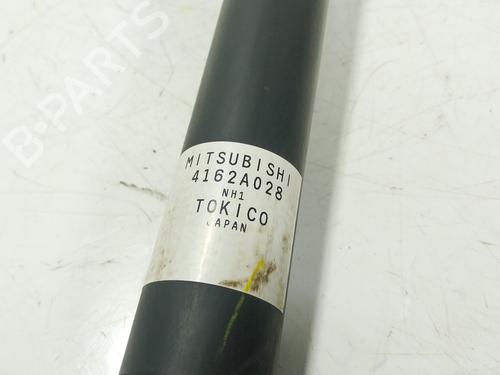 B-PARTS
MITSUBISHI
4162A028
NH1
TOKICO
JAPAN